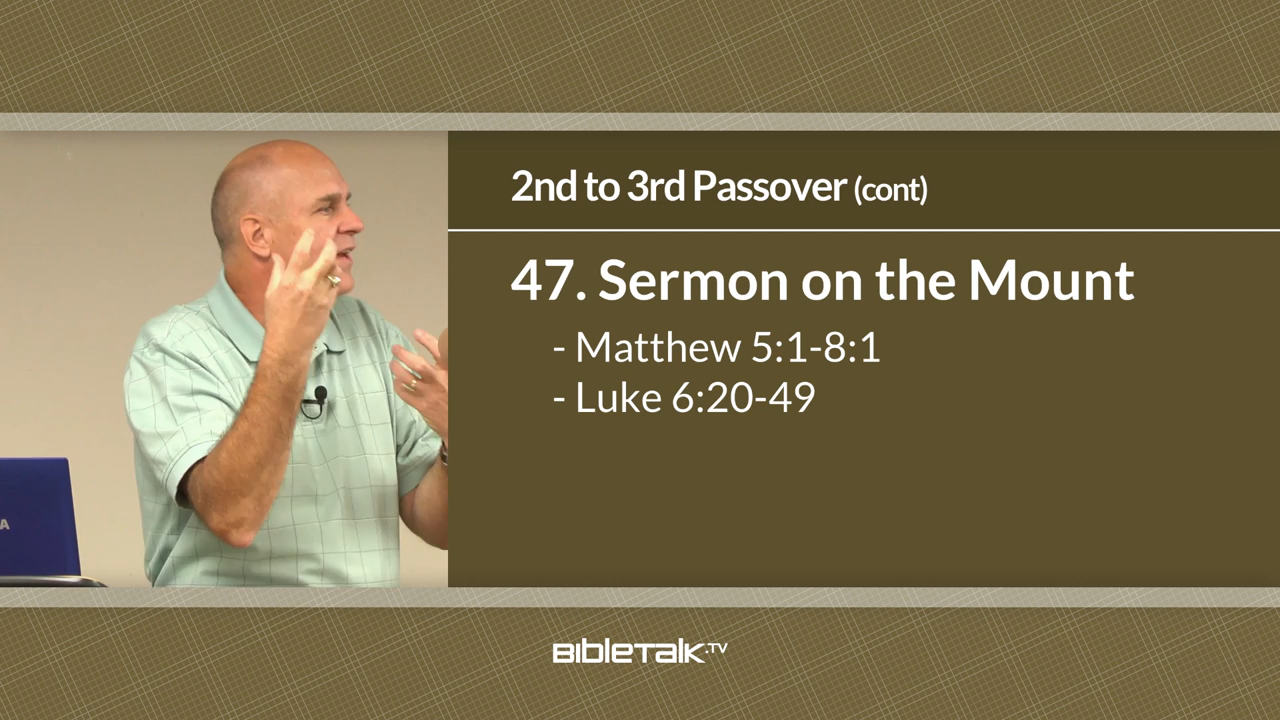 2nd to 3rd Passover (cont)
47. Sermon on the Mount
- Matthew 5:1-8:1
- Luke 6:20-49
A
BIBLETALK.TV